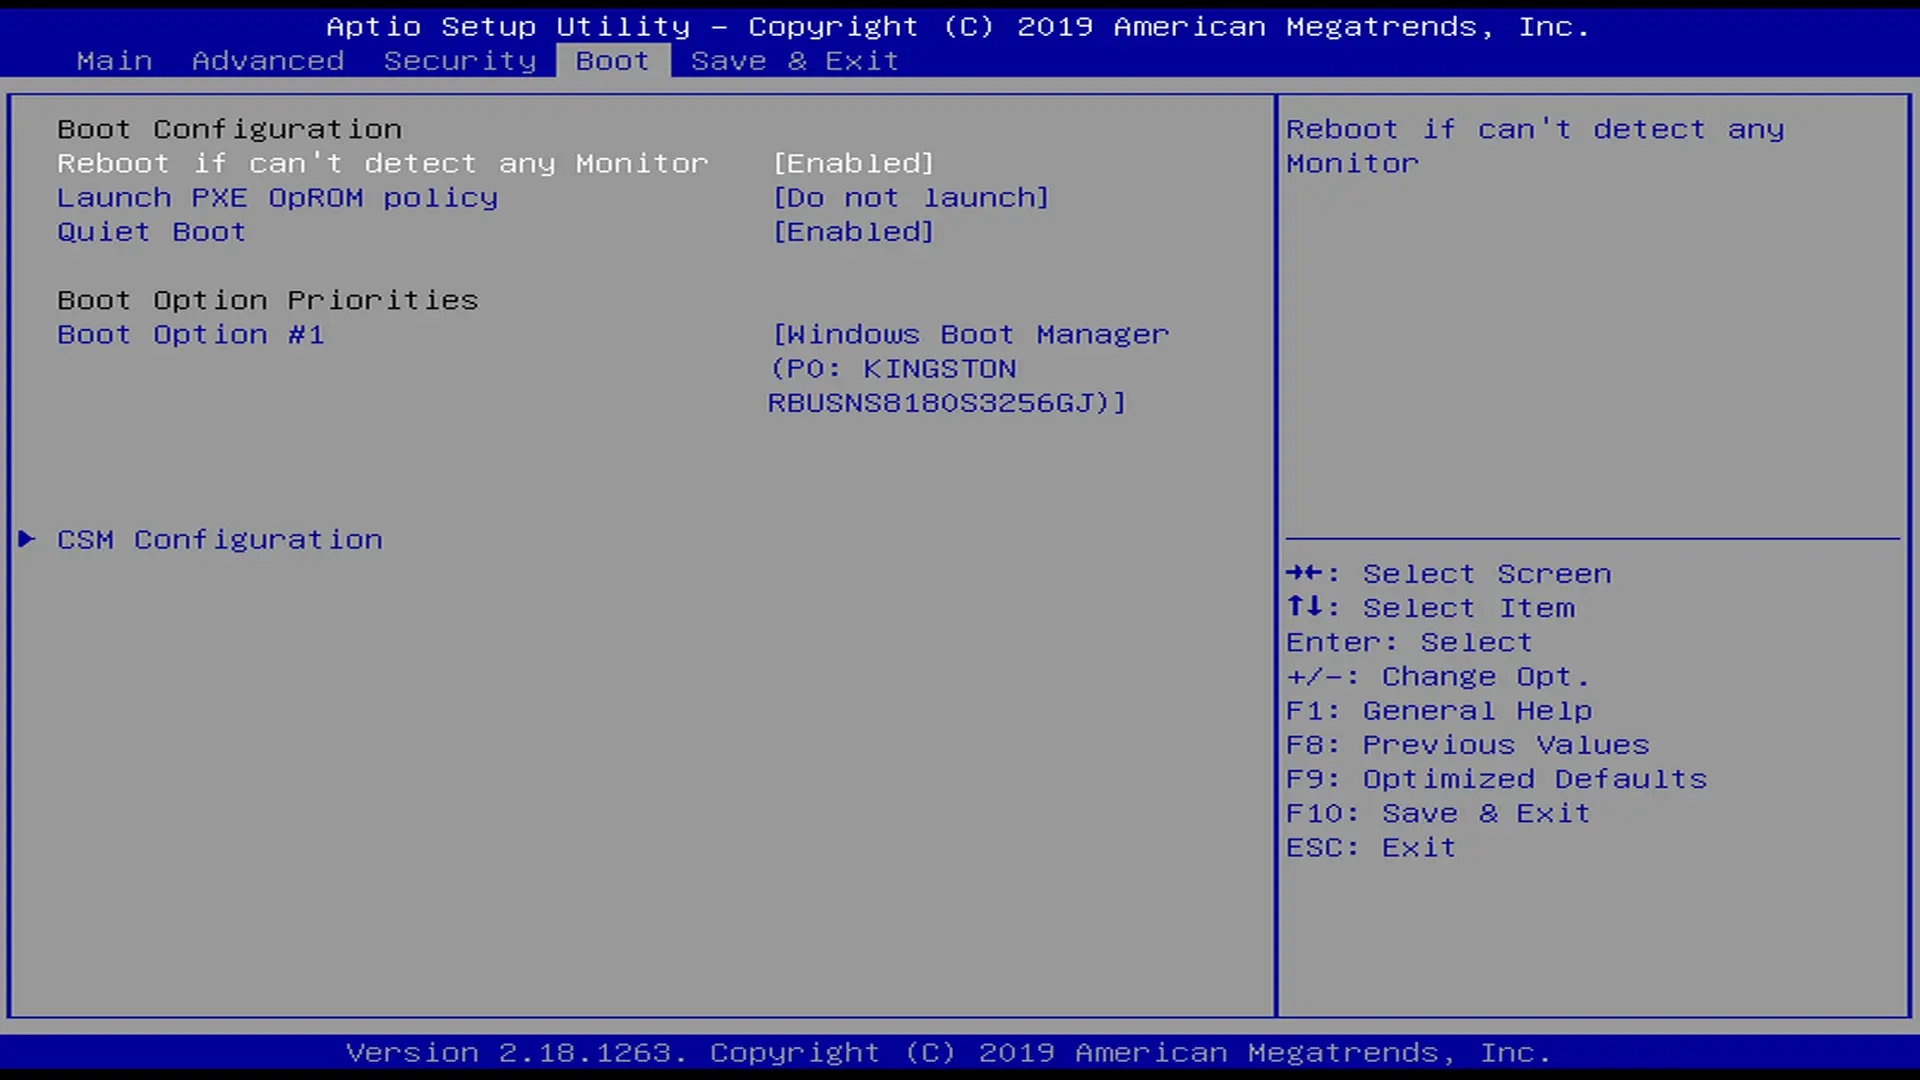 Aptio Setup Utility – Copyright (C) 2019 American Megatrends, Inc.
Main Advanced Security Boot Save & Exit
Boot Configuration
Reboot if can't detect any Monitor [Enabled]
Launch PXE OpROM policy [Do not launch]
Quiet Boot [Enabled]
Boot Option Priorities
Boot Option #1 [Windows Boot Manager
(P0: KINGSTON
RBUSNS8180S3256GJ)]
► CSM Configuration
Reboot if can't detect any
Monitor
→←: Select Screen
↑↓: Select Item
Enter: Select
+/–: Change Opt.
F1: General Help
F8: Previous Values
F9: Optimized Defaults
F10: Save & Exit
ESC: Exit
Version 2.18.1263. Copyright (C) 2019 American Megatrends, Inc.